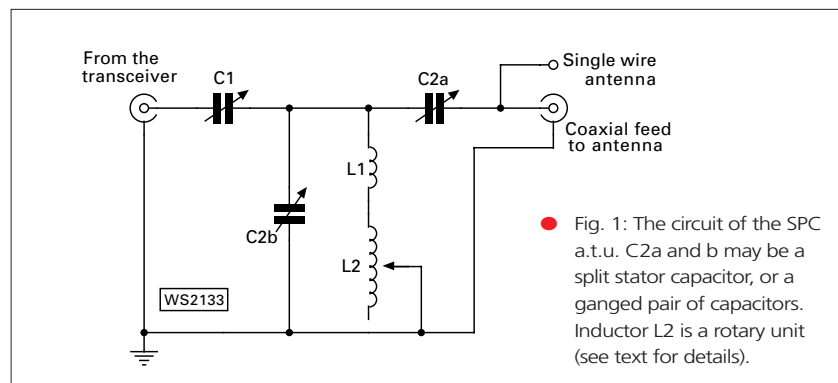 From the
transceiver
C1
C2a
Single wire
antenna
Coaxial feed
to antenna
L1
C2b
L2
WS2133
Fig. 1: The circuit of the SPC
a.t.u. C2a and b may be a
split stator capacitor, or a
ganged pair of capacitors.
Inductor L2 is a rotary unit
(see text for details).